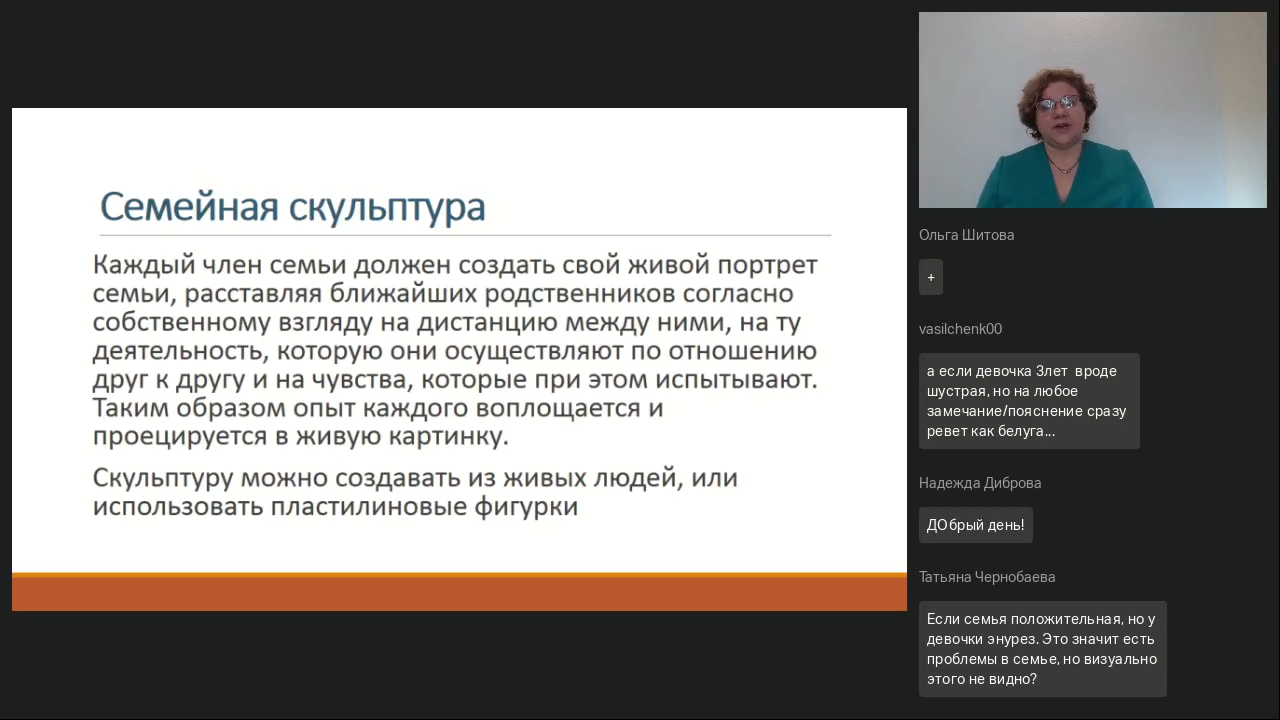 Семейная скульптура
Каждый член семьи должен создать свой живой портрет
семьи, расставляя ближайших родственников согласно
собственному взгляду на дистанцию между ними, на ту
деятельность, которую они осуществляют по отношению
друг к другу и на чувства, которые при этом испытывают.
Таким образом опыт каждого воплощается и
проецируется в живую картинку.
Скульптуру можно создавать из живых людей, или
использовать пластилиновые фигурки
Ольга Шитова
+
vasilchenk00
а если девочка 3лет вроде
шустрая, но на любое
замечание/пояснение сразу
ревет как белуга...
Надежда Диброва
ДОбрый день!
Татьяна Чернобаева
Если семья положительная, но у
девочки энурез. Это значит есть
проблемы в семье, но визуально
этого не видно?